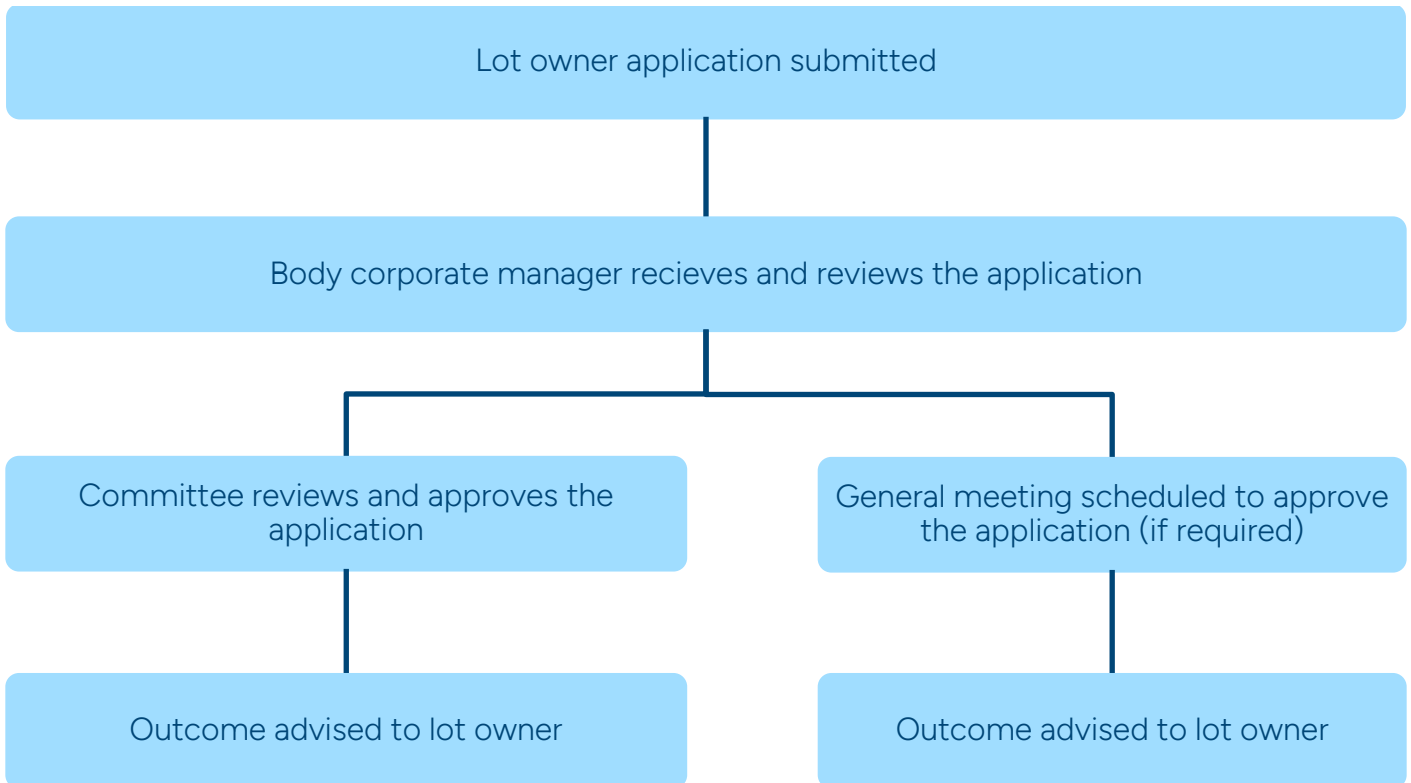 Lot owner application submitted
Body corporate manager recieves and reviews the application
Committee reviews and approves the
application
General meeting scheduled to approve
the application (if required)
Outcome advised to lot owner
Outcome advised to lot owner